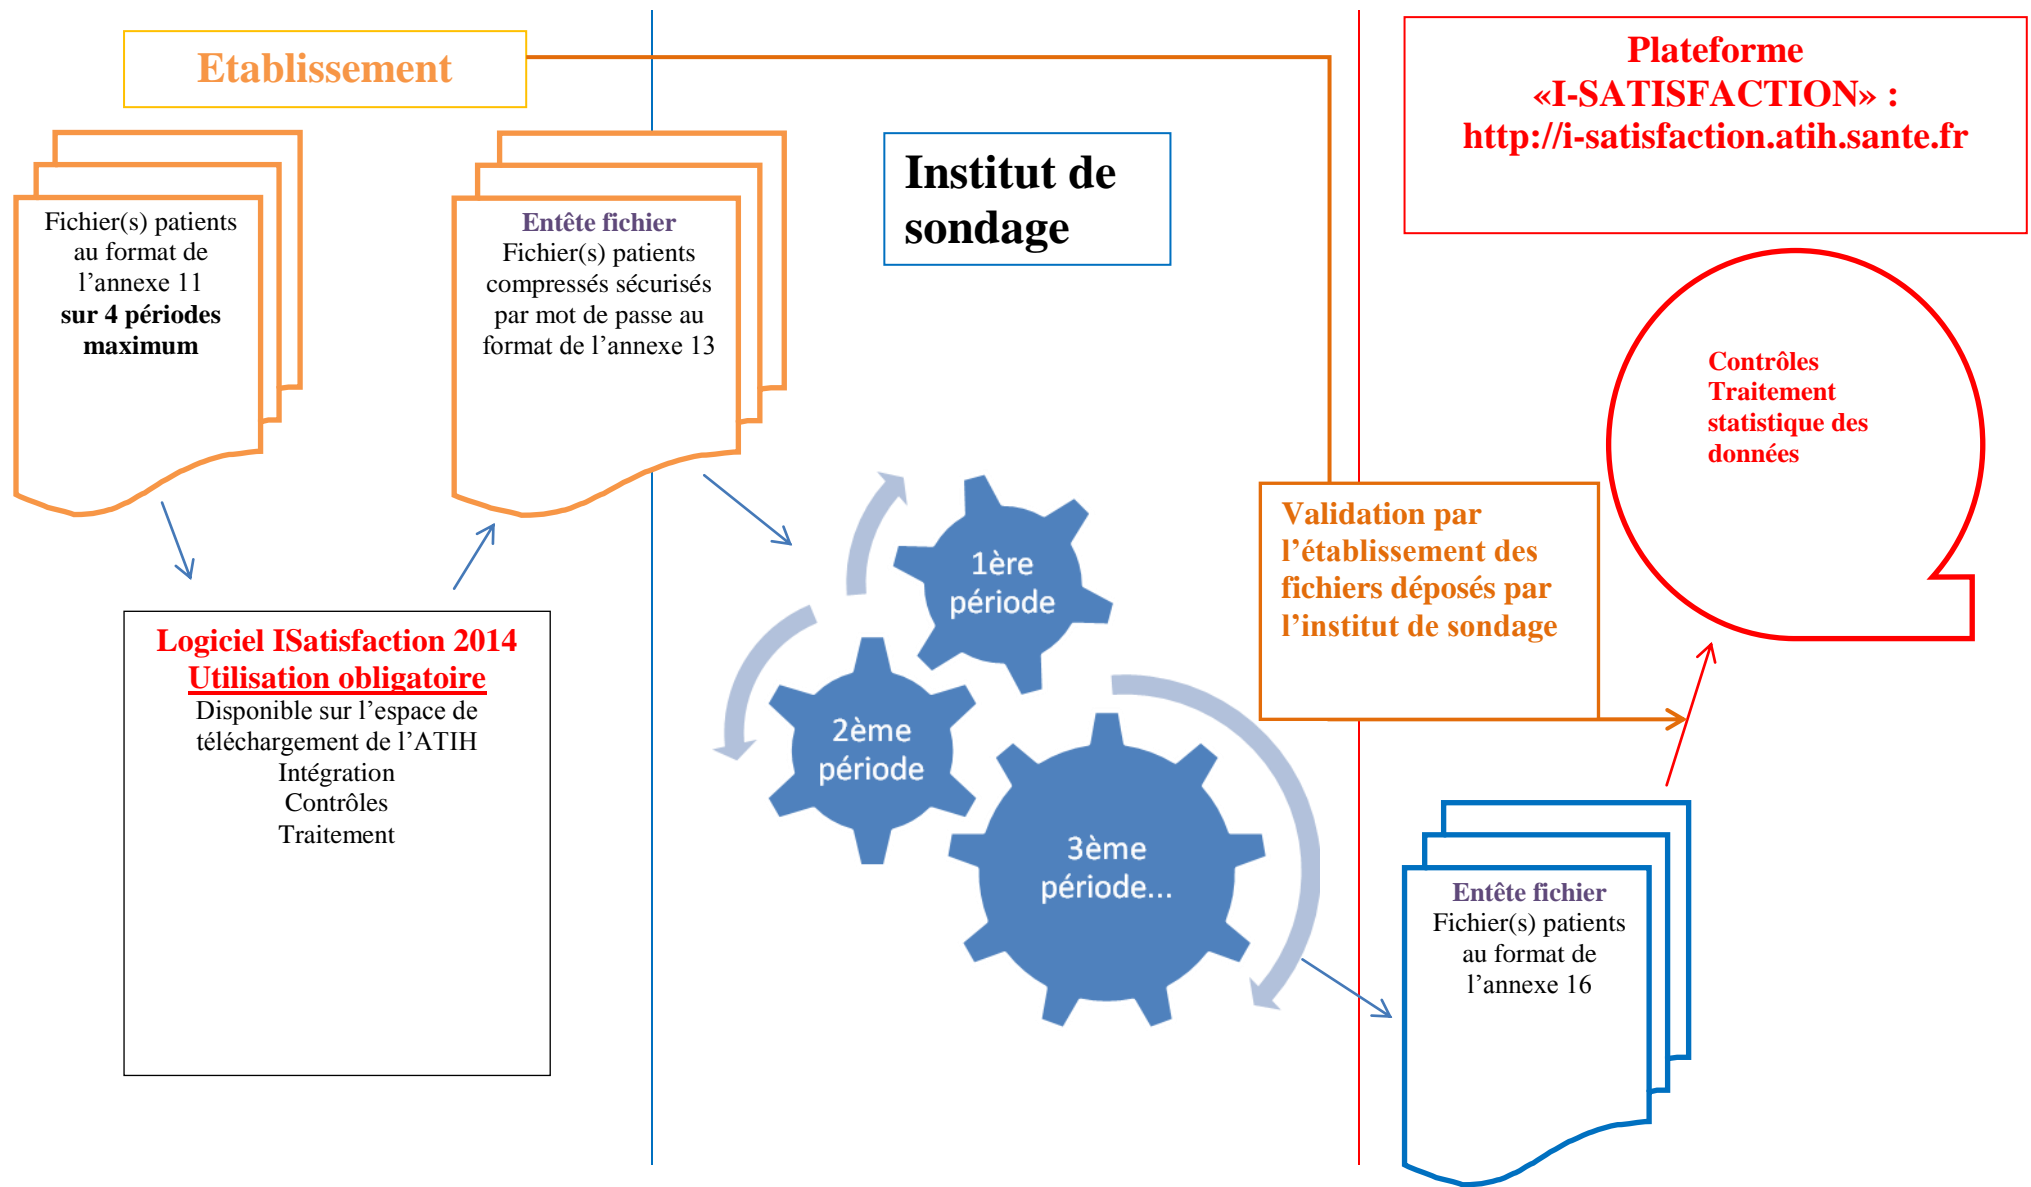 Etablissement
Fichier(s) patients
au format de
l’annexe 11
sur 4 périodes
maximum
Entête fichier
Fichier(s) patients
compressés sécurisés
par mot de passe au
format de l’annexe 13
Logiciel ISatisfaction 2014
Utilisation obligatoire
Disponible sur l’espace de
téléchargement de l’ATIH
Intégration
Contrôles
Traitement
Institut de
sondage
1ère
période
2ème
période
3ème
période...
Validation par
l’établissement des
fichiers déposés par
l’institut de sondage
Plateforme
«I-SATISFACTION» :
http://i-satisfaction.atih.sante.fr
Contrôles
Traitement
statistique des
données
Entête fichier
Fichier(s) patients
au format de
l’annexe 16